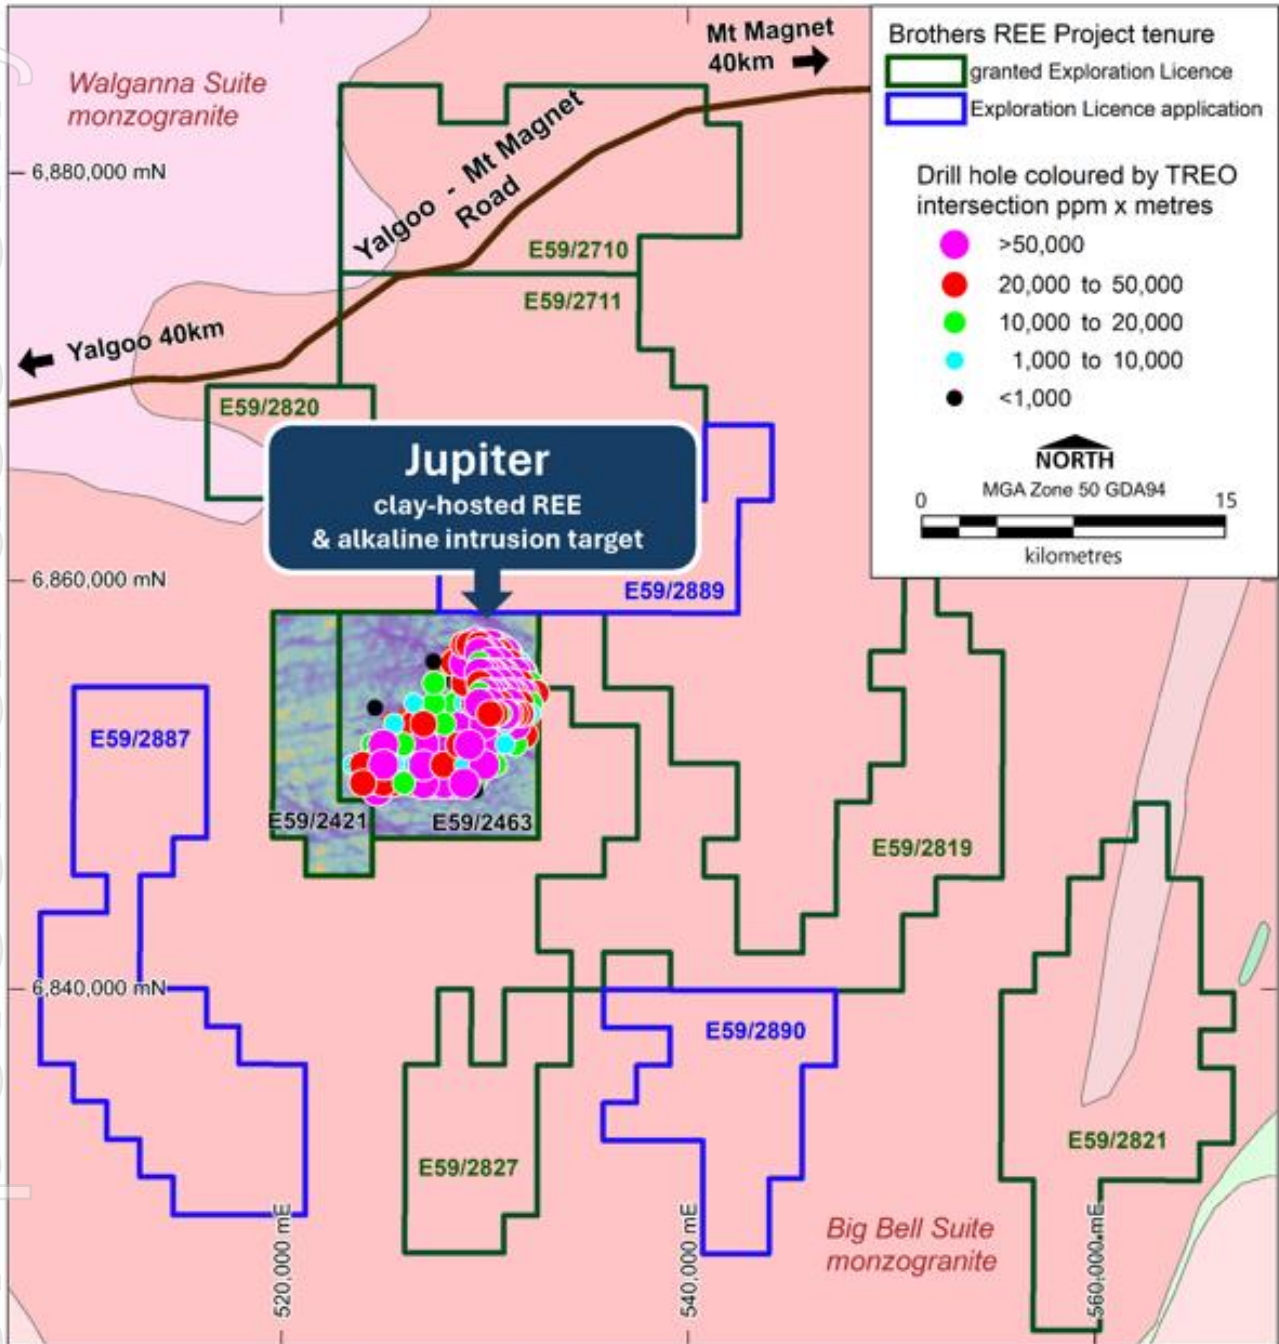 Mt Magnet
40km
Brothers REE Project tenure
granted Exploration Licence
Exploration Licence application
Drill hole coloured by TREO
intersection ppm x metres
>50,000
20,000 to 50,000
10,000 to 20,000
1,000 to 10,000
<1,000
NORTH
MGA Zone 50 GDA94
0 15
kilometres
Walganna Suite
monzogranite
6,880,000 mN
Yalgoo - Mt Magnet
Road
E59/2710
E59/2711
Yalgoo 40km
E59/2820
Jupiter
clay-hosted REE
& alkaline intrusion target
6,860,000 mN
E59/2889
E59/2887
E59/2421
E59/2463
E59/2819
6,840,000 mN
E59/2890
E59/2827
E59/2821
Big Bell Suite
monzogranite
520,000 mE
540,000 mE
560,000 mE